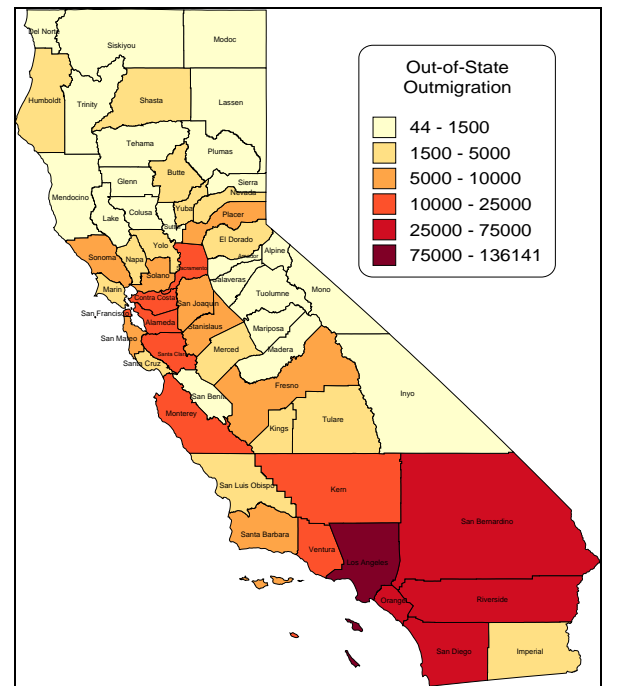 Del Norte
Siskiyou
Modoc
Humboldt
Trinity
Shasta
Lassen
Tehama
Plumas
Mendocino
Glenn
Butte
Sierra
Nevada
Lake
Colusa
Yuba
Sutter
Placer
Sonoma
Napa
Yolo
El Dorado
Alpine
Amador
Sacramento
Solano
Marin
Calaveras
Contra Costa
San Joaquin
Tuolumne
Mono
San Francisco
Alameda
Stanislaus
San Mateo
Mariposa
Santa Clara
Merced
Madera
Santa Cruz
San Benito
Fresno
Inyo
Monterey
Kings
Tulare
San Luis Obispo
Kern
San Bernardino
Santa Barbara
Ventura
Los Angeles
Orange
Riverside
San Diego
Imperial
Out-of-State
Outmigration
44 - 1500
1500 - 5000
5000 - 10000
10000 - 25000
25000 - 75000
75000 - 136141